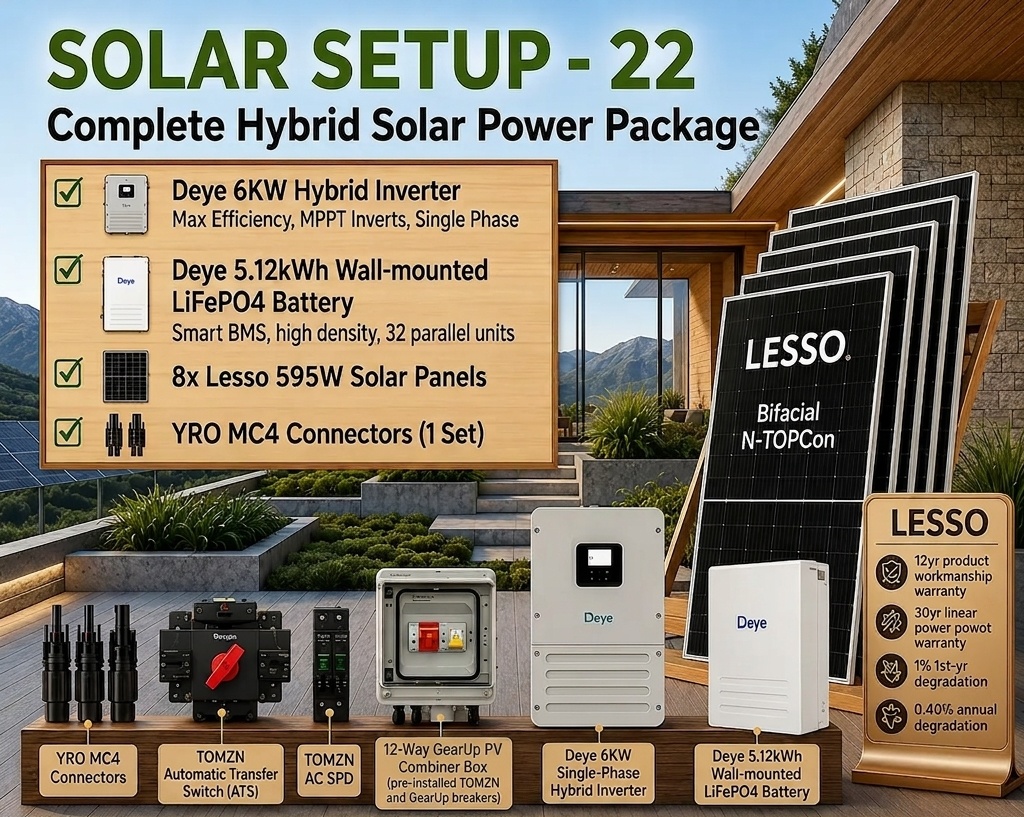 SOLAR SETUP - 22
Complete Hybrid Solar Power Package
Deye 6KW Hybrid Inverter
Max Efficiency, MPPT Inverts, Single Phase
Deye
Deye 5.12kWh Wall-mounted
LiFePO4 Battery
Smart BMS, high density, 32 parallel units
8x Lesso 595W Solar Panels
YRO MC4 Connectors (1 Set)
LESSO
Bifacial
N-TOPCon
LESSO
12yr product
workmanship
warranty
30yr linear
power powot
warranty
1% 1st-yr
degradation
0.40% annual
degradation
Deye
Deye
YRO MC4
Connectors
TOMZN
Automatic Transfer
Switch (ATS)
TOMZN
AC SPD
12-Way GearUp PV
Combiner Box
(pre-installed TOMZN
and GearUp breakers)
Deye 6KW
Single-Phase
Hybrid Inverter
Deye 5.12kWh
Wall-mounted
LiFePO4 Battery